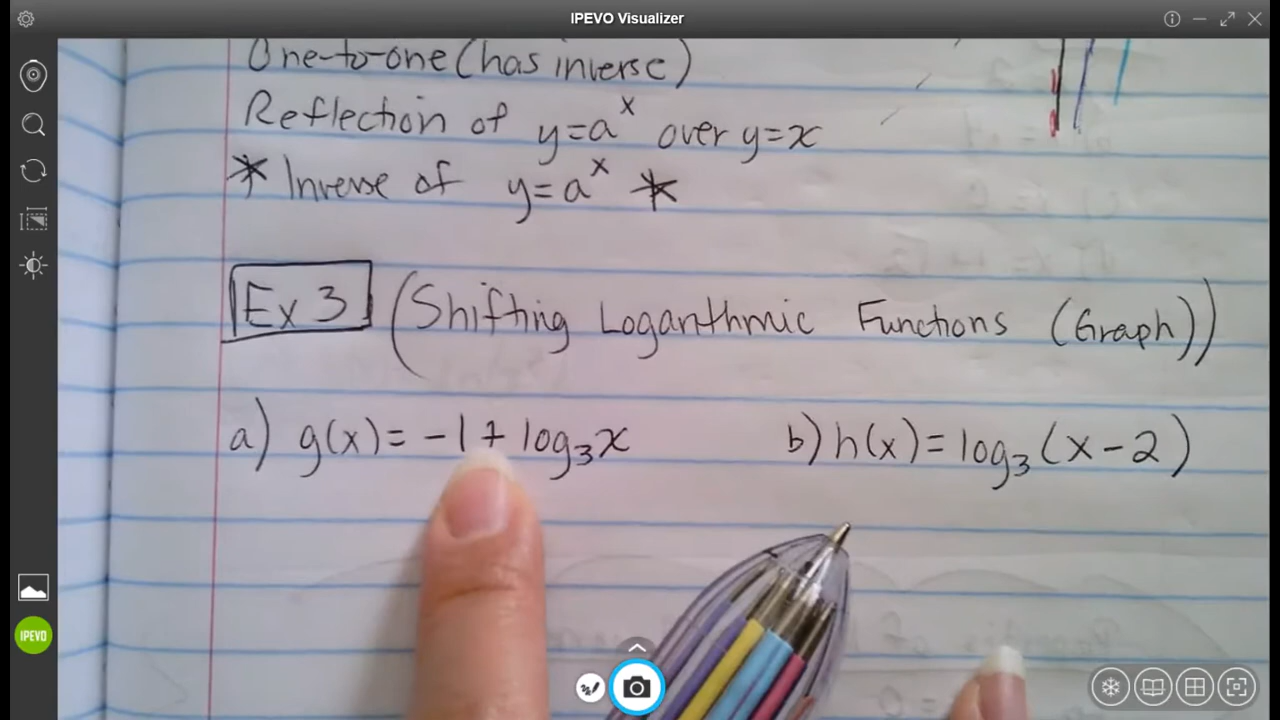 IPEVO Visualizer
One-to-one (has inverse)
Reflection of y=a^x over y=x
* Inverse of y=a^x *
Ex 3 (Shifting Logarithmic Functions (Graph))
a) g(x) = -1 + log₃x b) h(x) = log₃(x-2)
IPEVO